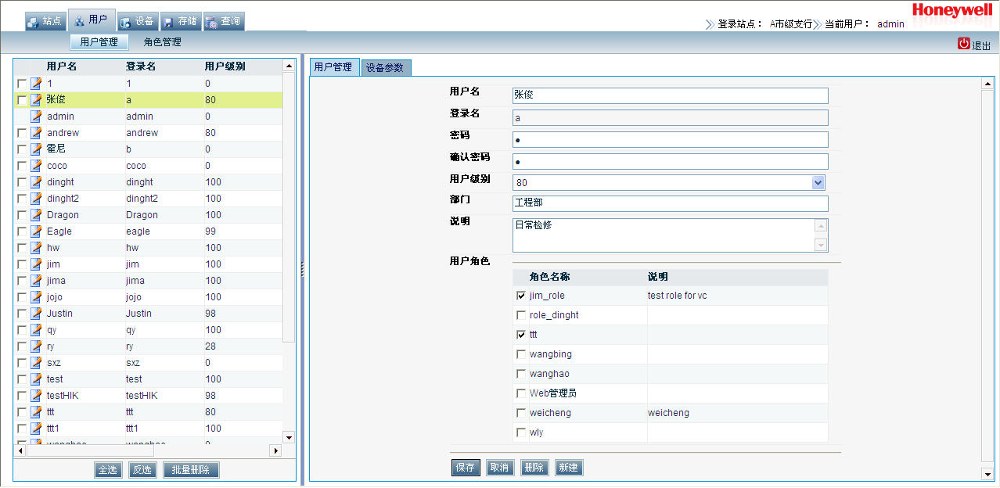 Honeywell
站点 用户 设备 存储 查询
登录站点： A市级支行 当前用户： admin
用户管理 角色管理
退出
用户名 登录名 用户级别
1 1 0
张俊 a 80
admin admin 0
andrew andrew 80
霍尼 b 0
coco coco 0
dinght dinght 100
dinght2 dinght2 100
Dragon Dragon 100
Eagle eagle 99
hw hw 100
jim jim 100
jima jima 100
jojo jojo 100
Justin Justin 98
qy qy 100
ry ry 28
sxz sxz 0
test test 100
testHIK testHIK 98
ttt ttt 80
ttt1 ttt1 100
wanghao wanghao 0
全选 反选 批量删除
用户管理 设备参数
用户名 张俊
登录名 a
密码 •
确认密码 •
用户级别 80
部门 工程部
说明 日常检修
用户角色
角色名称 说明
jim_role test role for vc
role_dinght
ttt
wangbing
wanghao
Web管理员
weicheng weicheng
wly
保存 取消 删除 新建